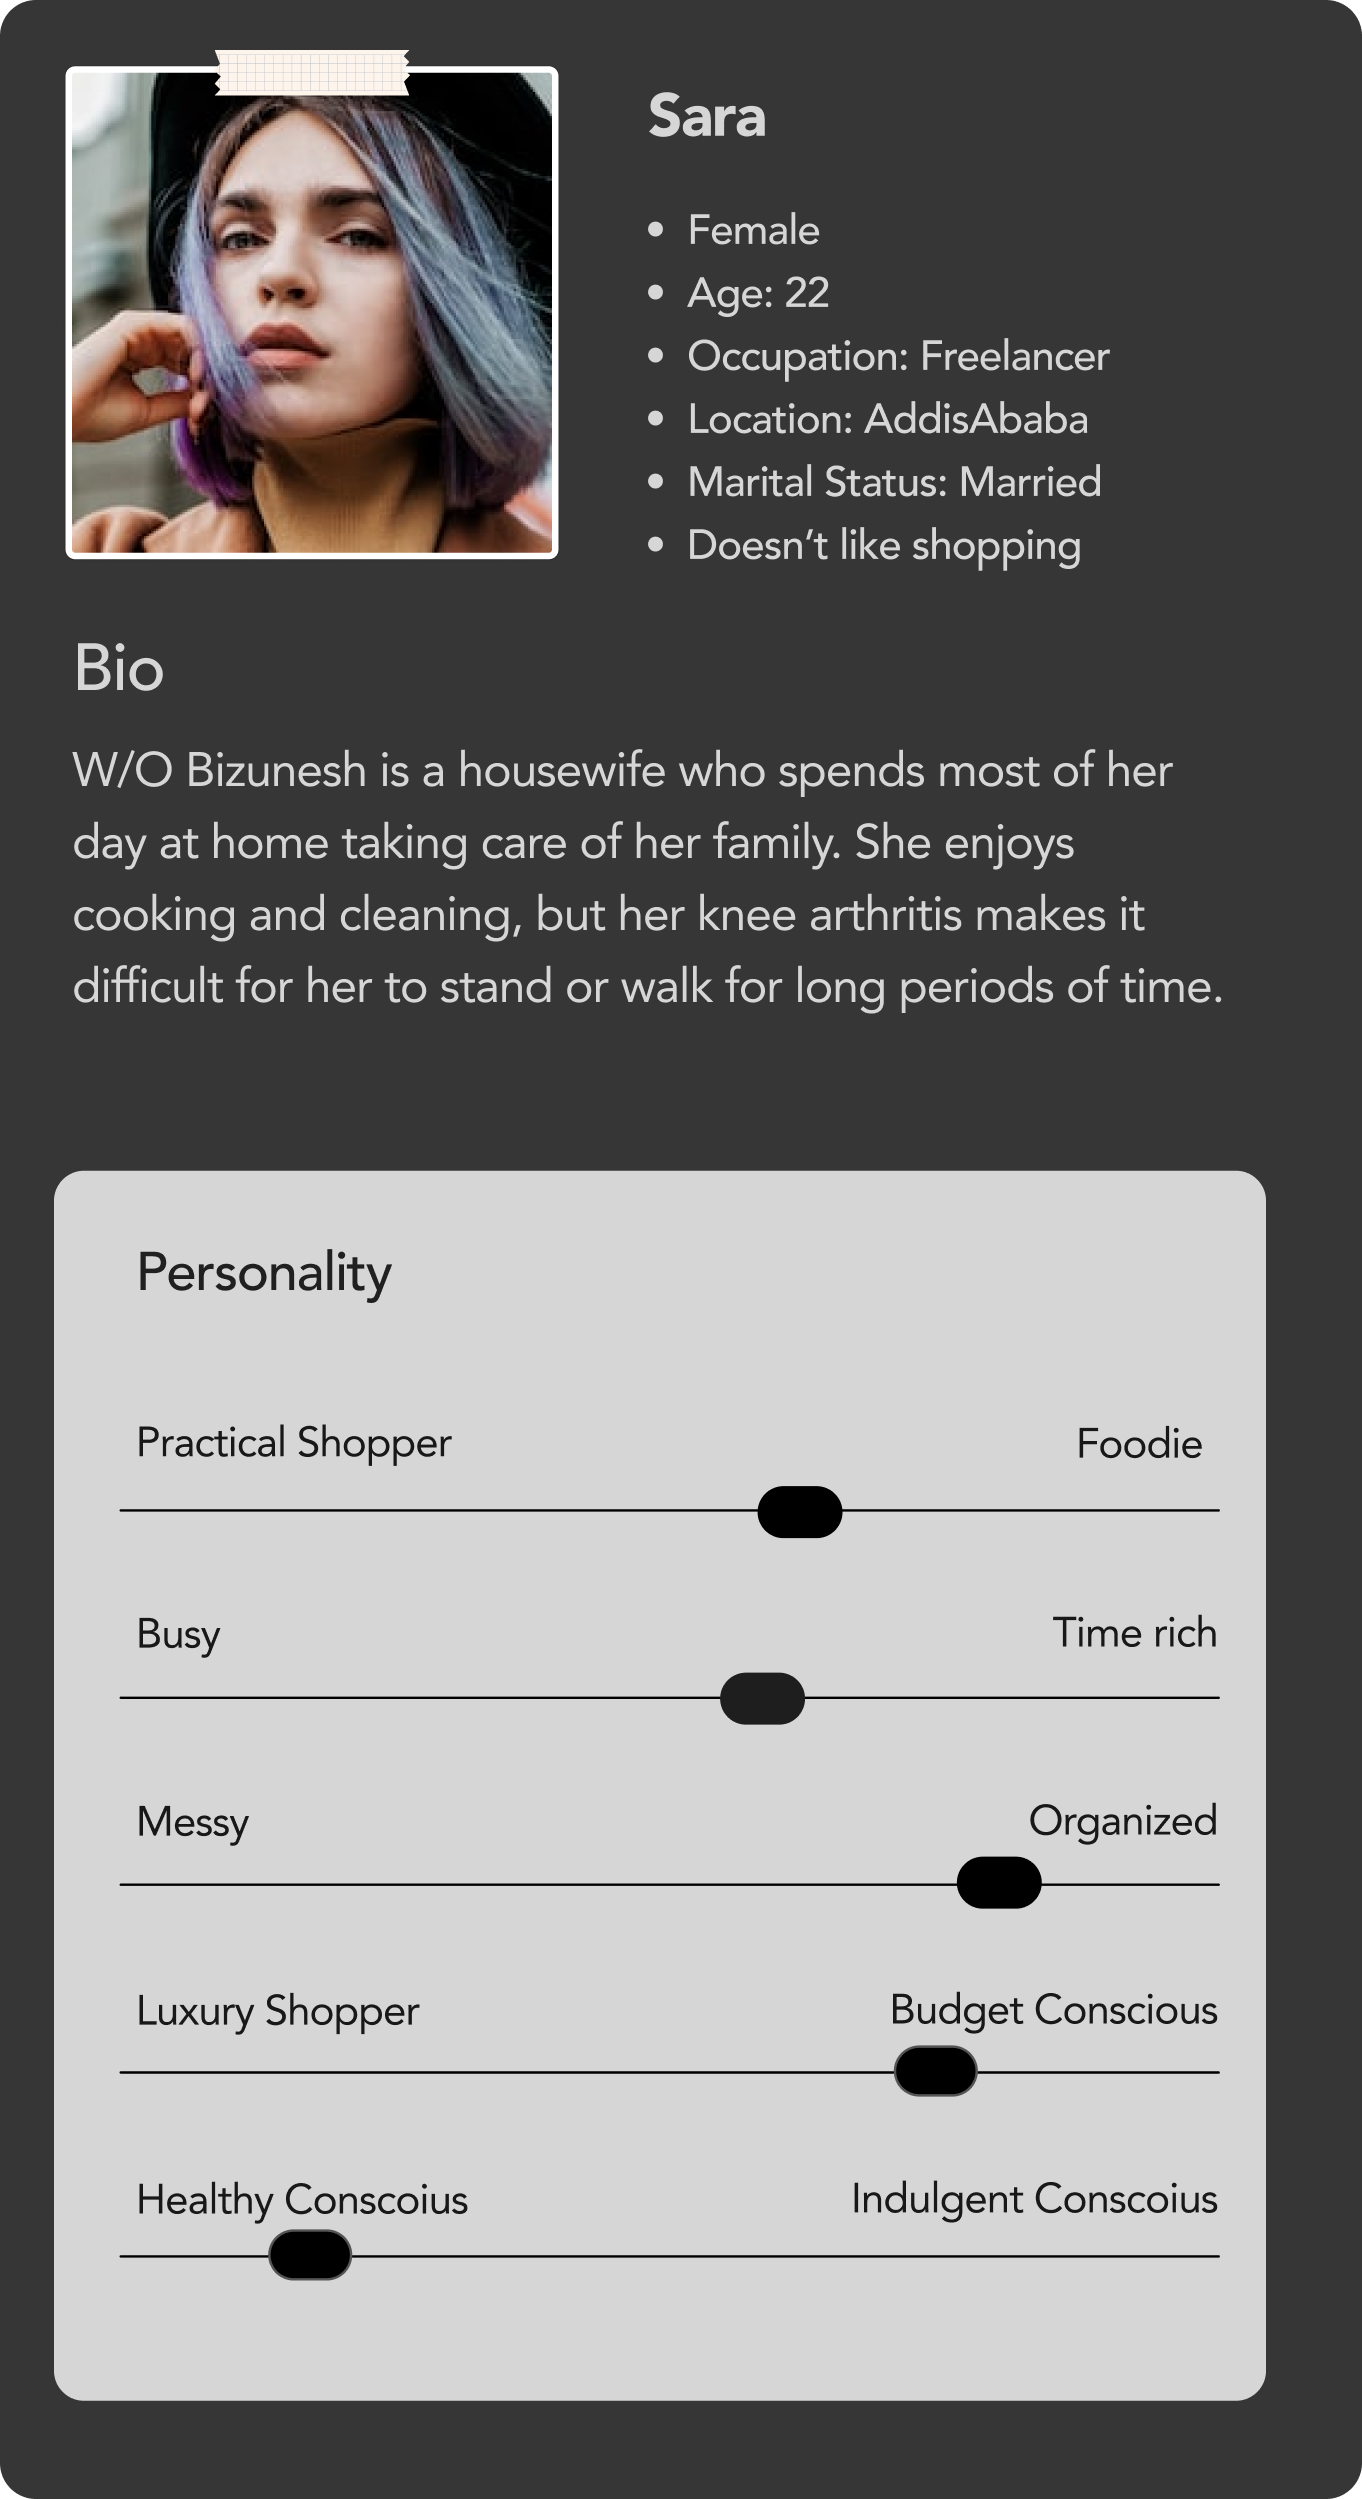 Sara
Female
Age: 22
Occupation: Freelancer
Location: AddisAbaba
Marital Status: Married
Doesn’t like shopping
Bio
W/O Bizunesh is a housewife who spends most of her
day at home taking care of her family. She enjoys
cooking and cleaning, but her knee arthritis makes it
difficult for her to stand or walk for long periods of time.
Personality
Practical Shopper Foodie
Busy Time rich
Messy Organized
Luxury Shopper Budget Conscious
Healthy Conscoius Indulgent Conscoius